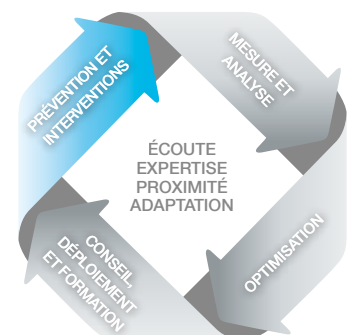 PRÉVENTION ET
INTERVENTIONS
MESURE ET
ANALYSE
ÉCOUTE
EXPERTISE
PROXIMITÉ
ADAPTATION
OPTIMISATION
CONSEIL,
DÉPLOIEMENT
ET FORMATION